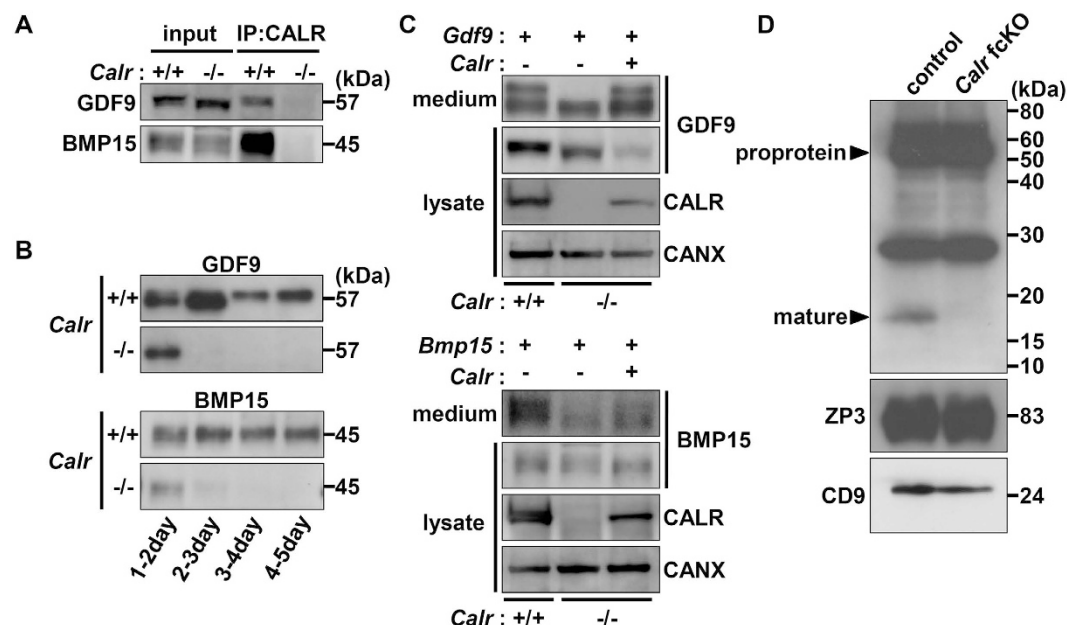 A
input IP:CALR
Calr : +/+ -/- +/+ -/- (kDa)
GDF9 57
BMP15 45
B
GDF9 (kDa)
Calr +/+ 57
-/- 57
BMP15
Calr +/+ 45
-/- 45
1-2day 2-3day 3-4day 4-5day
C
Gdf9 : + + +
Calr : - - +
medium
GDF9
lysate CALR
CANX
Calr : +/+ -/-
Bmp15 : + + +
Calr : - - +
medium
BMP15
lysate CALR
CANX
Calr : +/+ -/-
D
control Calr fcKO
(kDa)
80
60
proprotein 50
40
30
20
mature
15
10
ZP3 83
CD9 24